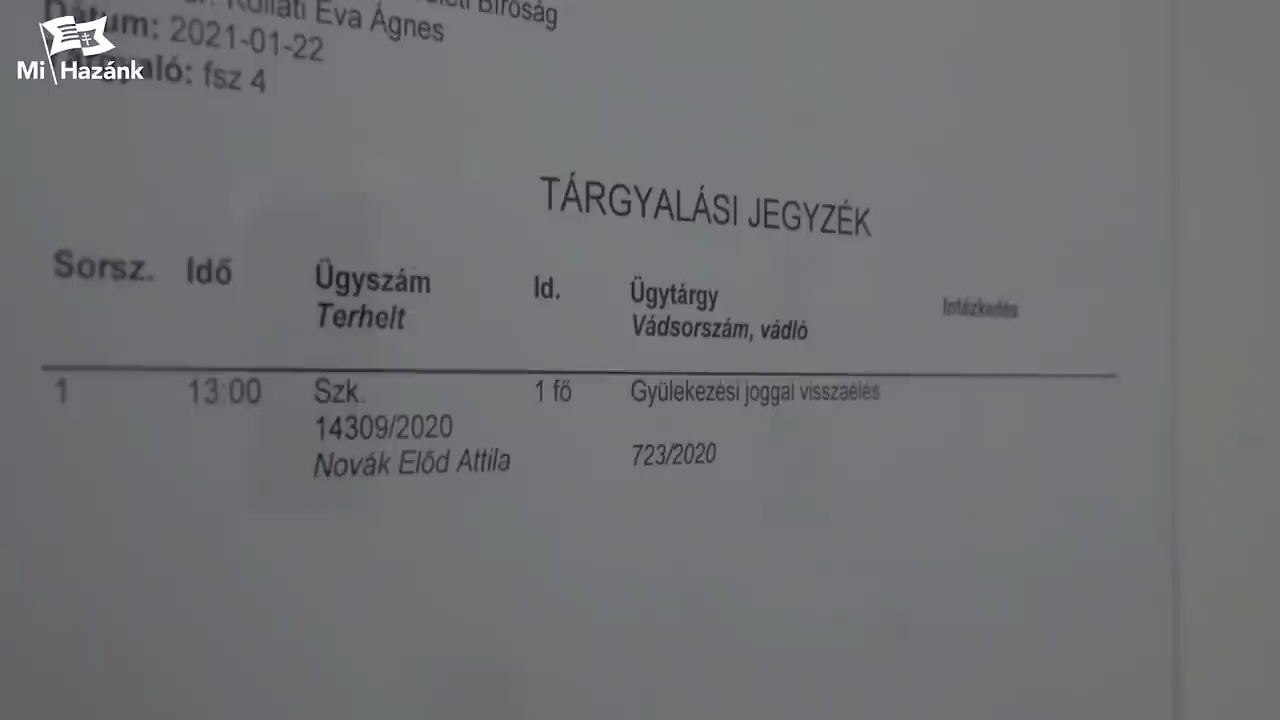 Bíróság
Éva Ágnes
Dátum: 2021-01-22
fsz 4
Mi Hazánk
TÁRGYALÁSI JEGYZÉK
Sorsz. Idő Ügyszám Id. Ügytárgy Intézkedés
Terhelt Vádsorszám, vádló
1 13:00 Szk. 1 fő Gyülekezési joggal visszaélés
14309/2020
Novák Előd Attila 723/2020